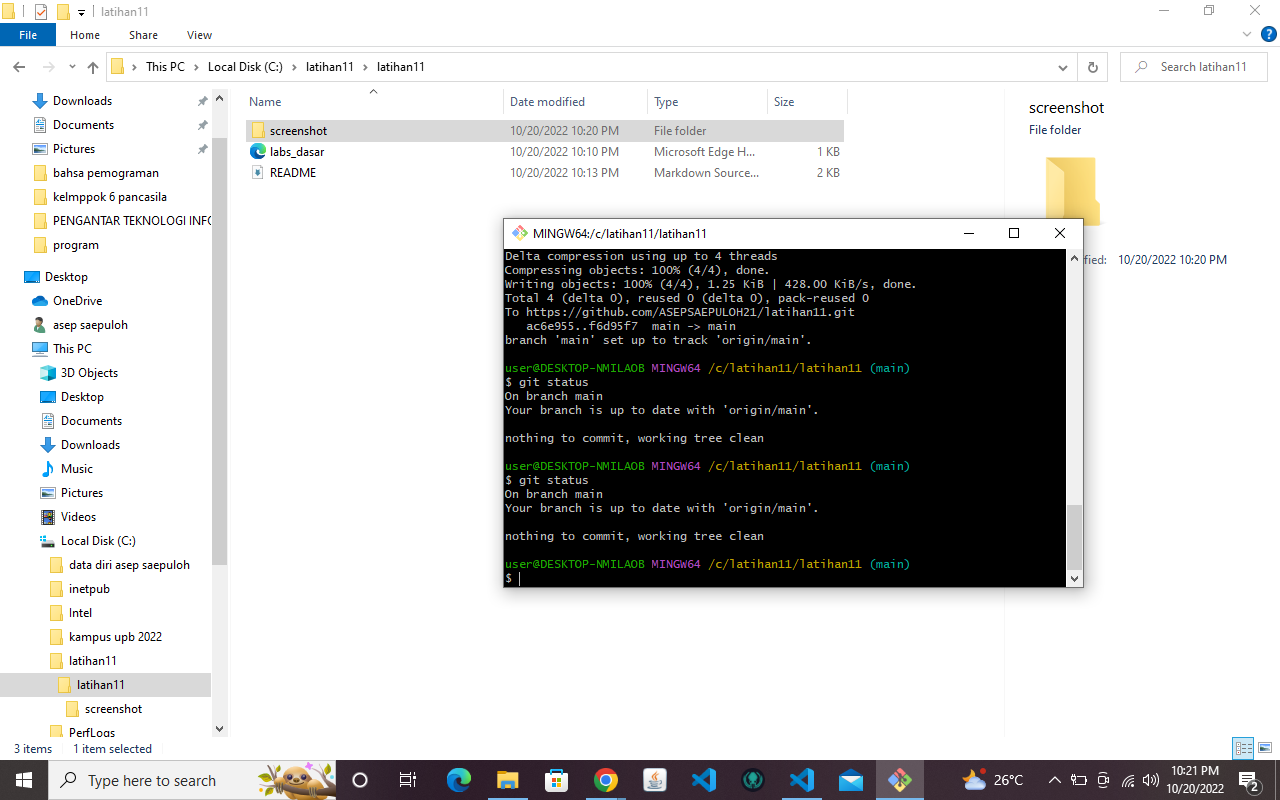 latihan11
File Home Share View
This PC Local Disk (C:) latihan11 latihan11
Search latihan11
Downloads
Documents
Pictures
bahsa pemograman
kelmppok 6 pancasila
PENGANTAR TEKNOLOGI INFO
program
Desktop
OneDrive
asep saepuloh
This PC
3D Objects
Desktop
Documents
Downloads
Music
Pictures
Videos
Local Disk (C:)
data diri asep saepuloh
inetpub
Intel
kampus upb 2022
latihan11
latihan11
screenshot
PerfLogs
Name Date modified Type Size
screenshot 10/20/2022 10:20 PM File folder
labs_dasar 10/20/2022 10:10 PM Microsoft Edge H... 1 KB
README 10/20/2022 10:13 PM Markdown Source... 2 KB
screenshot
File folder
fied: 10/20/2022 10:20 PM
MINGW64:/c/latihan11/latihan11
Delta compression using up to 4 threads
Compressing objects: 100% (4/4), done.
Writing objects: 100% (4/4), 1.25 KiB | 428.00 KiB/s, done.
Total 4 (delta 0), reused 0 (delta 0), pack-reused 0
To https://github.com/ASEPSAEPULOH21/latihan11.git
ac6e955..f6d95f7 main -> main
branch 'main' set up to track 'origin/main'.
user@DESKTOP-NMILAOB MINGW64 /c/latihan11/latihan11 (main)
$ git status
On branch main
Your branch is up to date with 'origin/main'.
nothing to commit, working tree clean
user@DESKTOP-NMILAOB MINGW64 /c/latihan11/latihan11 (main)
$ git status
On branch main
Your branch is up to date with 'origin/main'.
nothing to commit, working tree clean
user@DESKTOP-NMILAOB MINGW64 /c/latihan11/latihan11 (main)
$
3 items 1 item selected
Type here to search
26°C
10:21 PM
10/20/2022
2